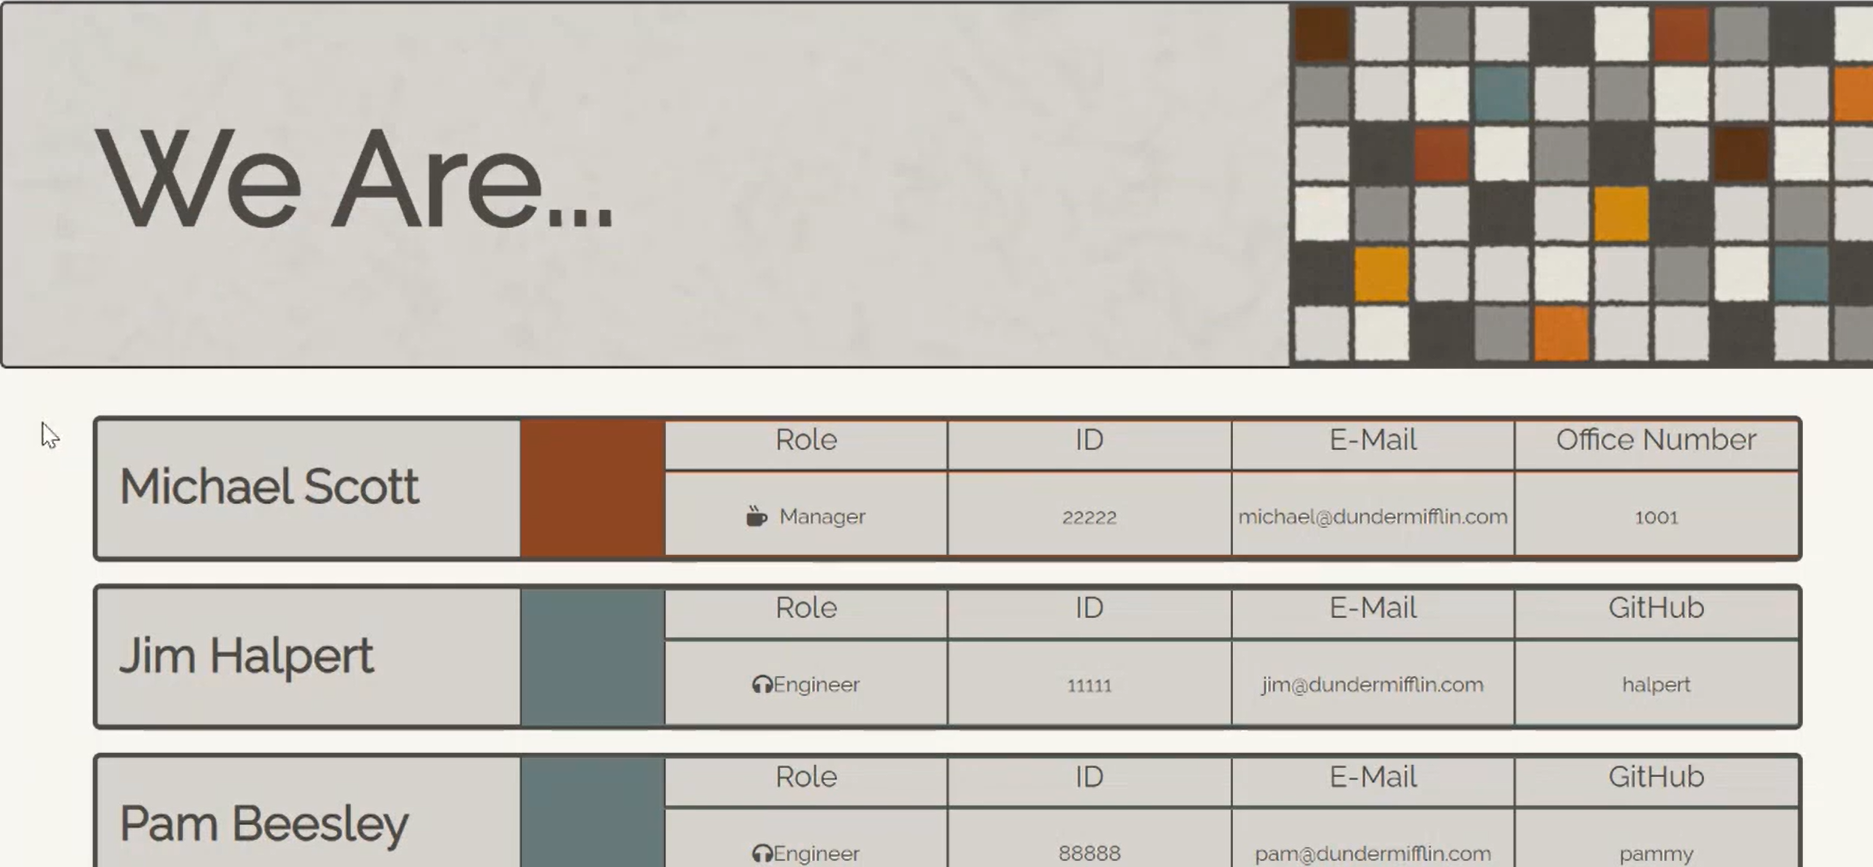 We Are...
Michael Scott
Role ID E-Mail Office Number
Manager 22222 michael@dundermifflin.com 1001
Jim Halpert
Role ID E-Mail GitHub
Engineer 11111 jim@dundermifflin.com halpert
Pam Beesley
Role ID E-Mail GitHub
Engineer 88888 pam@dundermifflin.com pammy